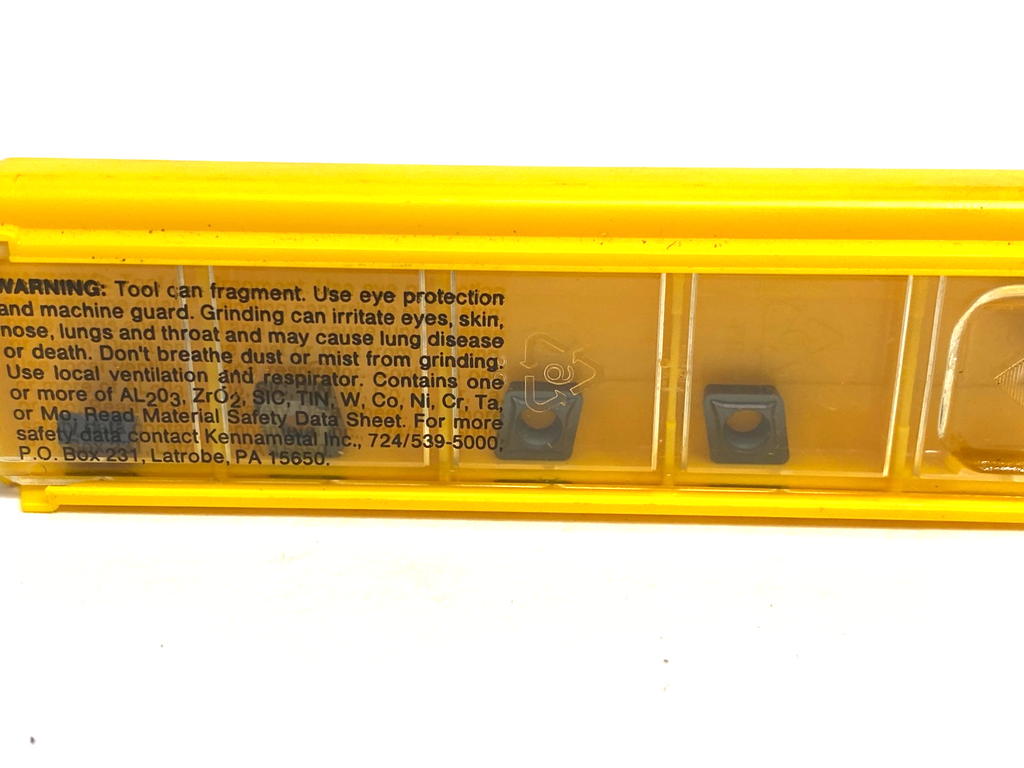 WARNING: Tool can fragment. Use eye protection
and machine guard. Grinding can irritate eyes, skin,
nose, lungs and throat and may cause lung disease
or death. Don't breathe dust or mist from grinding.
Use local ventilation and respirator. Contains one
or more of AL2O3, ZrO2, SIC, TIN, W, Co, Ni, Cr, Ta,
or Mo. Read Material Safety Data Sheet. For more
safety data contact Kennametal Inc., 724/539-5000,
P.O. Box 231, Latrobe, PA 15650.